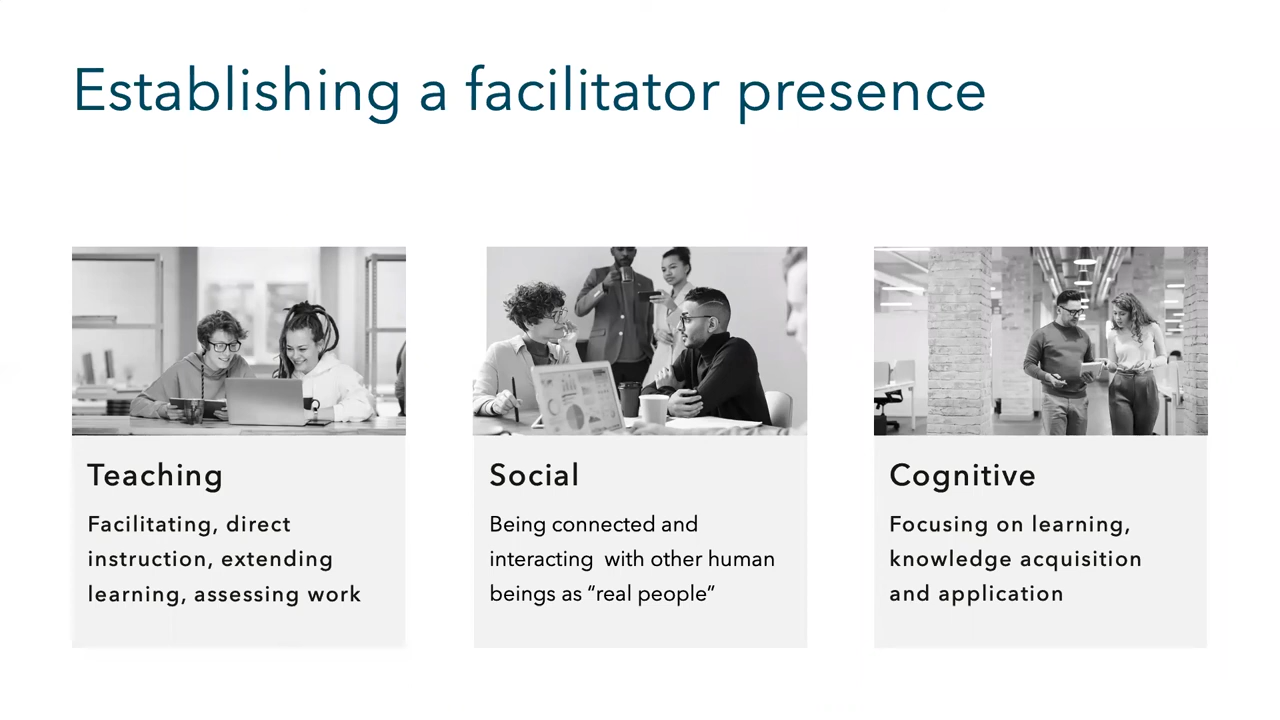 Establishing a facilitator presence
Teaching
Facilitating, direct
instruction, extending
learning, assessing work
Social
Being connected and
interacting  with other human
beings as “real people”
Cognitive
Focusing on learning,
knowledge acquisition
and application